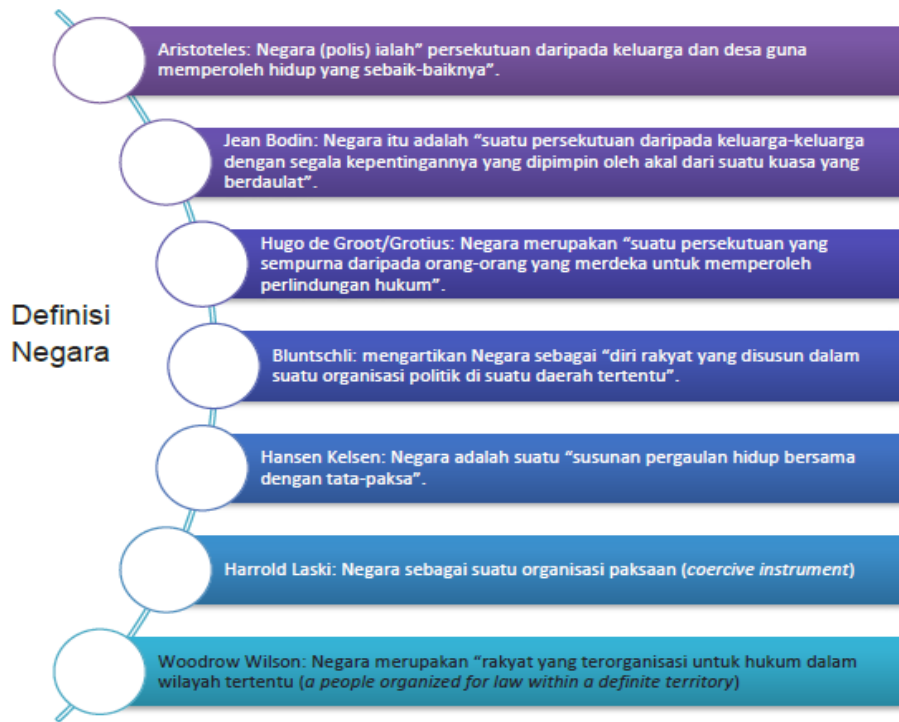 Aristoteles: Negara (polis) ialah” persekutuan daripada keluarga dan desa guna
memperoleh hidup yang sebaik-baiknya”.
Jean Bodin: Negara itu adalah “suatu persekutuan daripada keluarga-keluarga
dengan segala kepentingannya yang dipimpin oleh akal dari suatu kuasa yang
berdaulat”.
Hugo de Groot/Grotius: Negara merupakan “suatu persekutuan yang
sempurna daripada orang-orang yang merdeka untuk memperoleh
perlindungan hukum”.
Definisi
Negara
Bluntschli: mengartikan Negara sebagai “diri rakyat yang disusun dalam
suatu organisasi politik di suatu daerah tertentu”.
Hansen Kelsen: Negara adalah suatu “susunan pergaulan hidup bersama
dengan tata-paksa”.
Harrold Laski: Negara sebagai suatu organisasi paksaan (coercive instrument)
Woodrow Wilson: Negara merupakan “rakyat yang terorganisasi untuk hukum dalam
wilayah tertentu (a people organized for law within a definite territory)